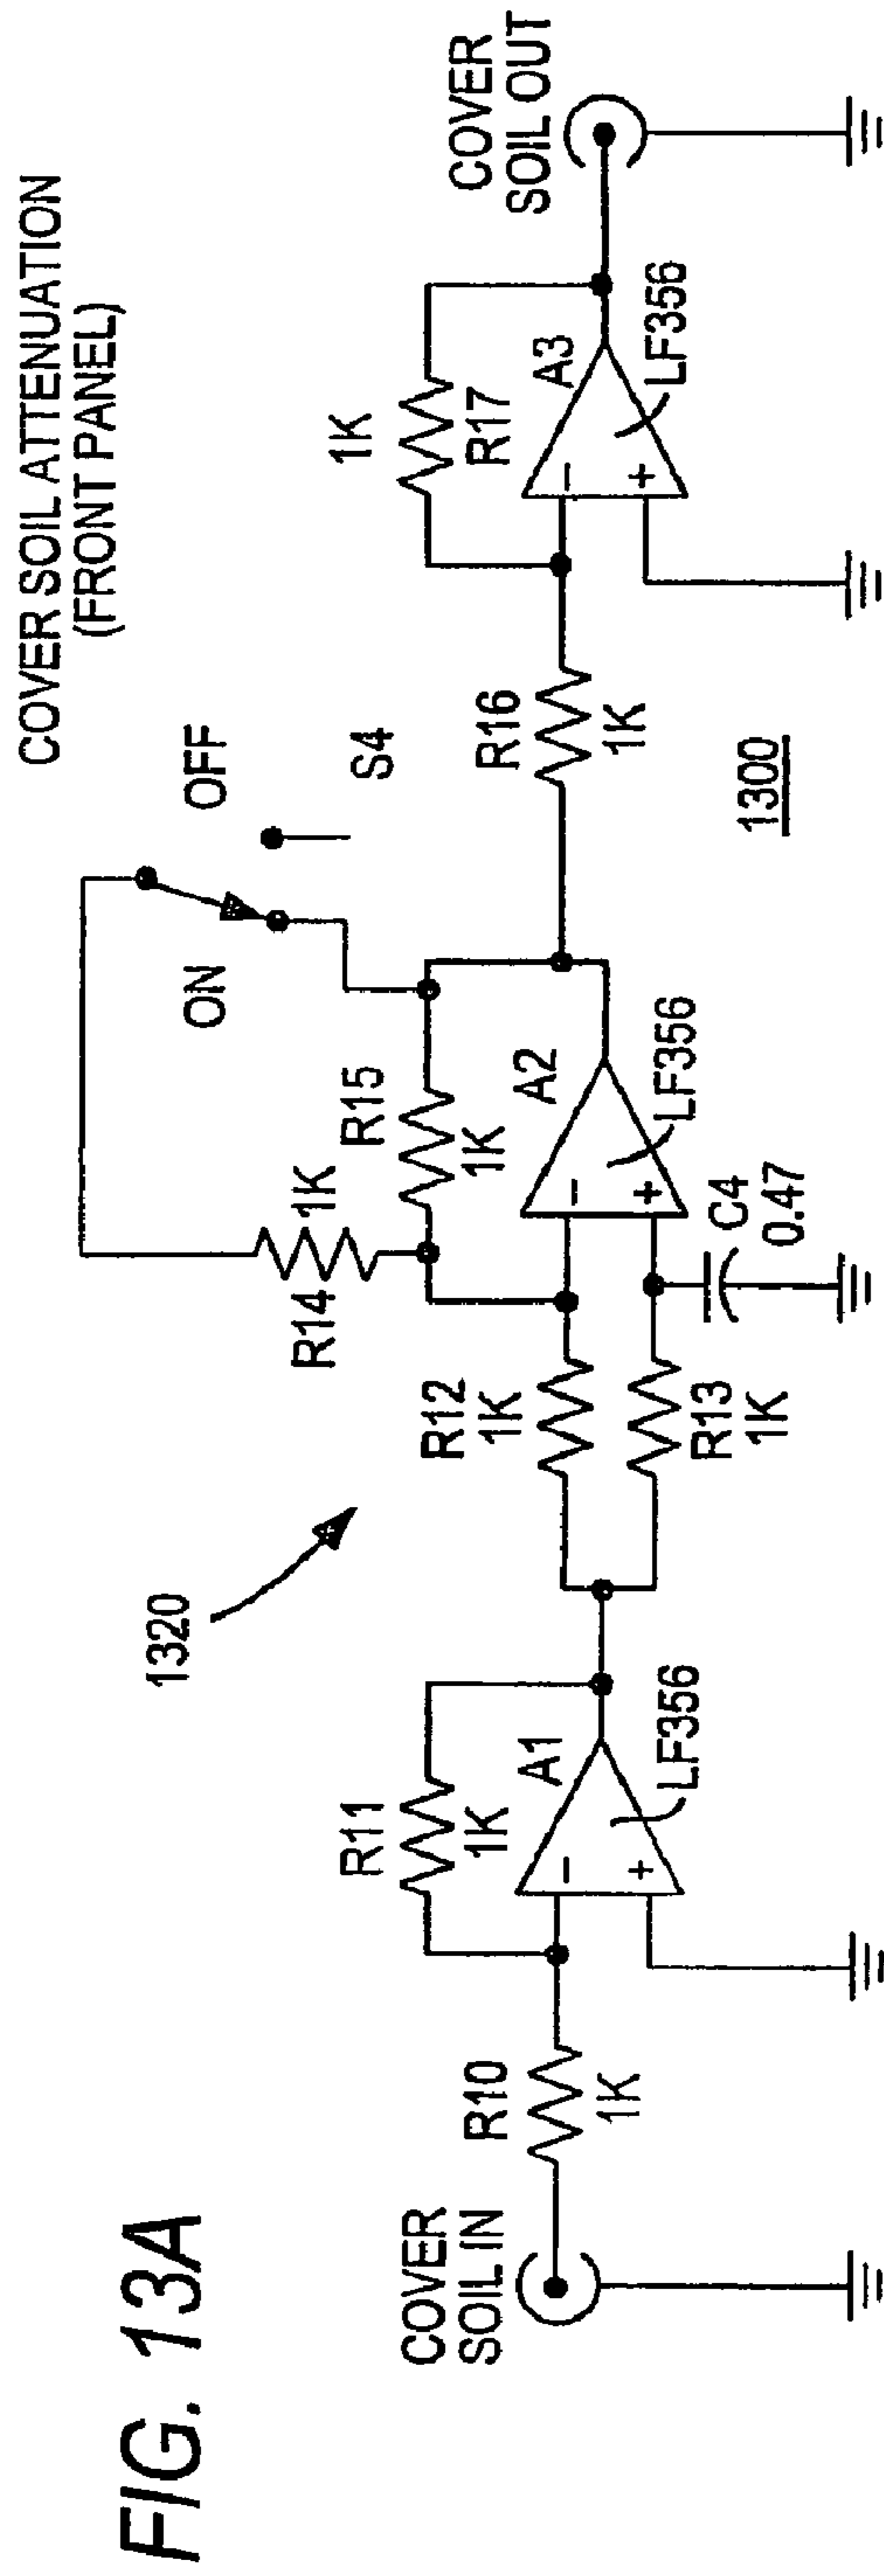 FIG. 13A
COVER SOIL ATTENUATION
(FRONT PANEL)
ON
OFF
S4
1320
R14
1K
R15
1K
R11
1K
1K
R17
COVER
SOIL IN
R10
1K
A1
−
+
LF356
R12
1K
R13
1K
A2
−
+
LF356
C4
0.47
R16
1K
A3
−
+
LF356
COVER
SOIL OUT
1300